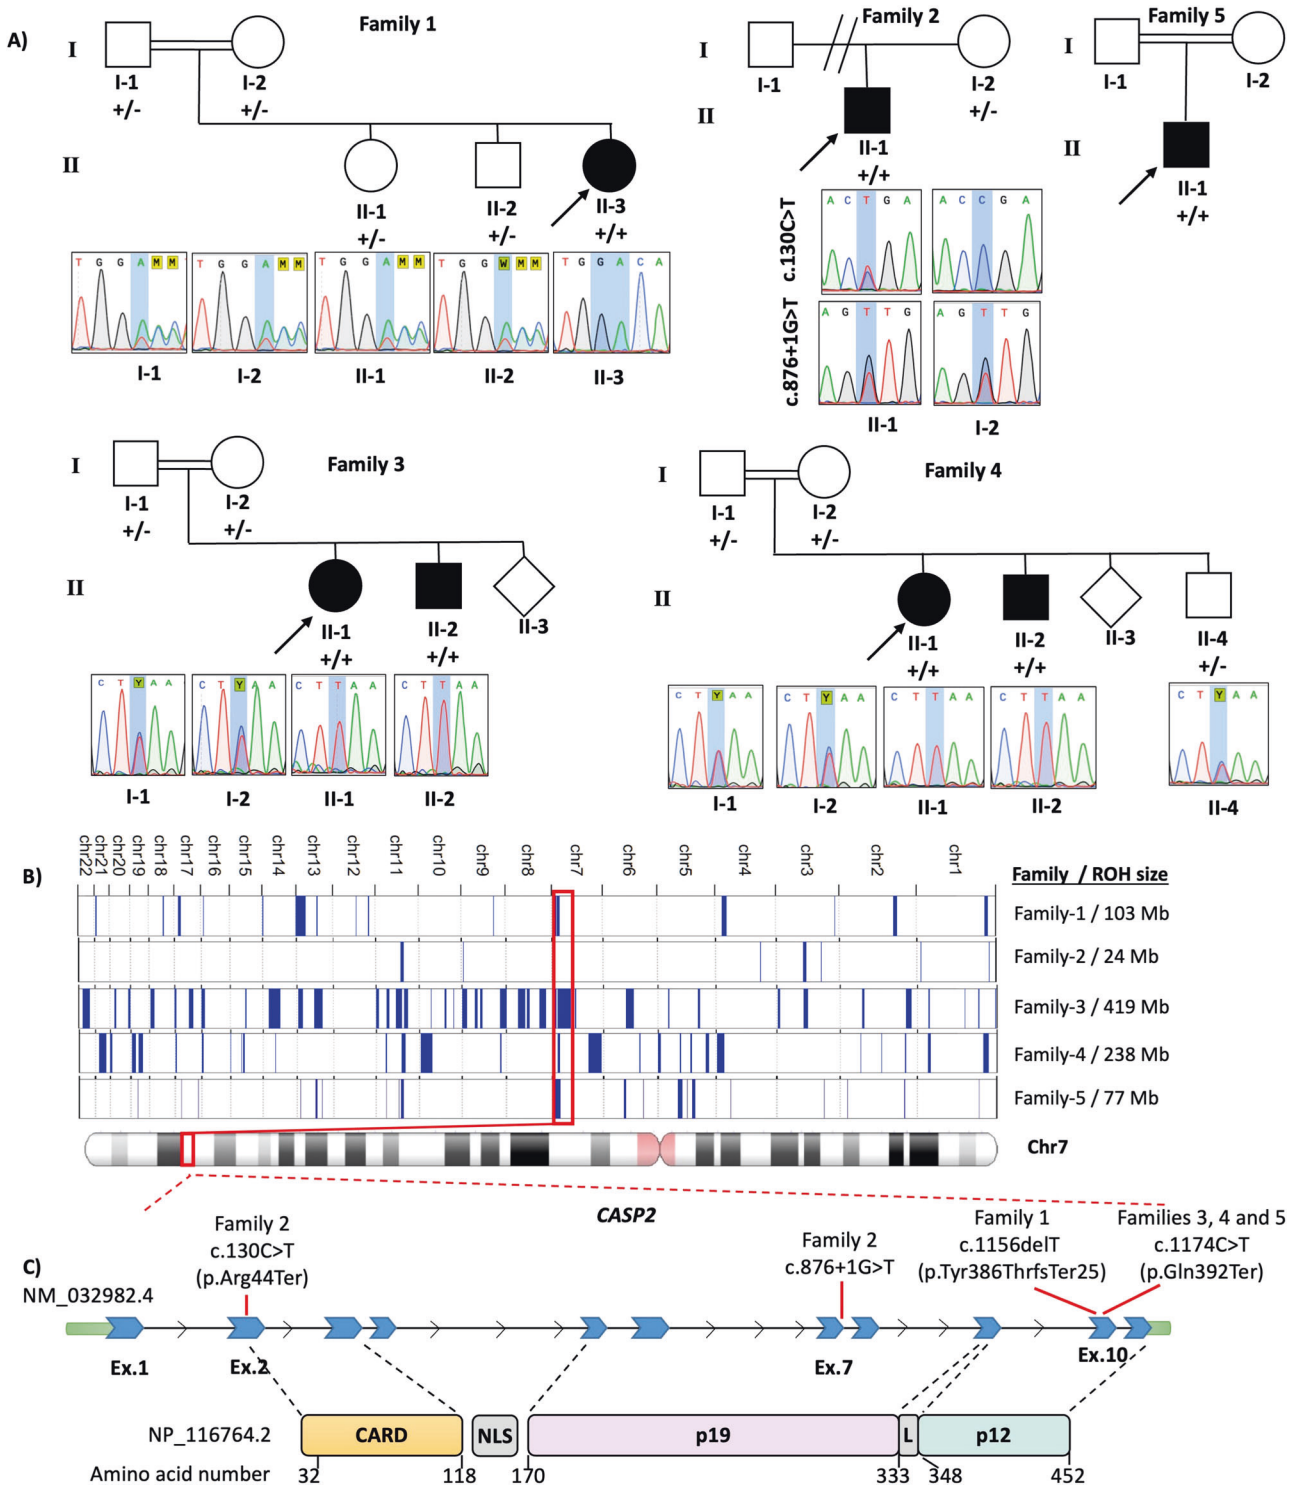 A)
Family 1
I
I-1
+/-
I-2
+/-
II
II-1
+/-
II-2
+/-
II-3
+/+
T G G A M M
T G G A M M
T G G A M M
T G G W M M
T G G A C A
I-1
I-2
II-1
II-2
II-3
Family 2
I
I-1
I-2
+/-
II
II-1
+/+
c.130C>T
A C T G A
A C C G A
c.876+1G>T
A G T T G
A G T T G
II-1
I-2
Family 5
I
I-1
I-2
II
II-1
+/+
Family 3
I
I-1
+/-
I-2
+/-
II
II-1
+/+
II-2
+/+
II-3
C T Y A A
C T Y A A
C T T A A
C T T A A
I-1
I-2
II-1
II-2
Family 4
I
I-1
+/-
I-2
+/-
II
II-1
+/+
II-2
+/+
II-3
II-4
+/-
C T Y A A
C T Y A A
C T T A A
C T T A A
C T Y A A
I-1
I-2
II-1
II-2
II-4
B)
chr22
chr21
chr20
chr19
chr18
chr17
chr16
chr15
chr14
chr13
chr12
chr11
chr10
chr9
chr8
chr7
chr6
chr5
chr4
chr3
chr2
chr1
Family / ROH size
Family-1 / 103 Mb
Family-2 / 24 Mb
Family-3 / 419 Mb
Family-4 / 238 Mb
Family-5 / 77 Mb
Chr7
CASP2
C)
NM_032982.4
Family 2
c.130C>T
(p.Arg44Ter)
Family 2
c.876+1G>T
Family 1
c.1156delT
(p.Tyr386ThrfsTer25)
Families 3, 4 and 5
c.1174C>T
(p.Gln392Ter)
Ex.1
Ex.2
Ex.7
Ex.10
NP_116764.2
CARD
NLS
p19
L
p12
Amino acid number
32
118
170
333
348
452